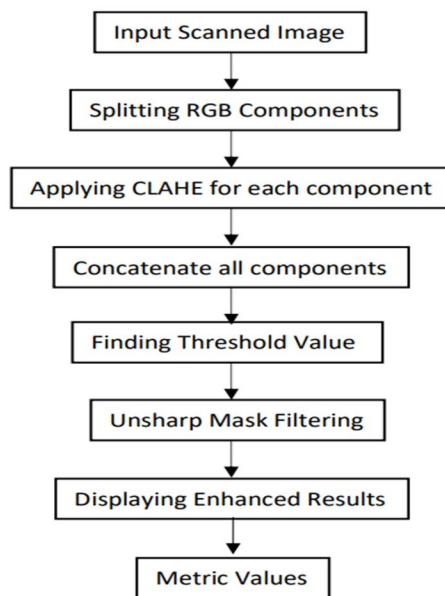 Input Scanned Image
Splitting RGB Components
Applying CLAHE for each component
Concatenate all components
Finding Threshold Value
Unsharp Mask Filtering
Displaying Enhanced Results
Metric Values